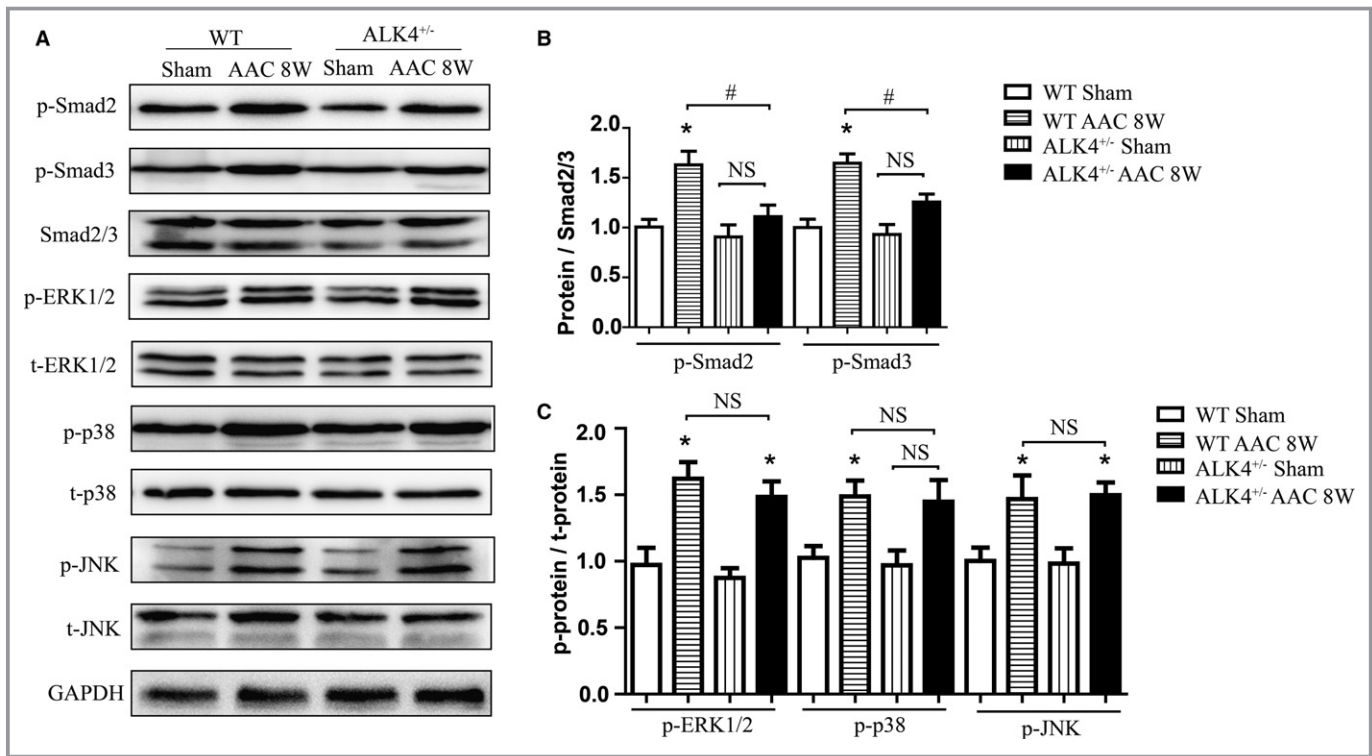 A
WT
ALK4+/-
Sham
AAC 8W
Sham
AAC 8W
p-Smad2
p-Smad3
Smad2/3
p-ERK1/2
t-ERK1/2
p-p38
t-p38
p-JNK
t-JNK
GAPDH
B
Protein / Smad2/3
2.0
1.5
1.0
0.5
0.0
#
#
*
*
NS
NS
p-Smad2
p-Smad3
WT Sham
WT AAC 8W
ALK4+/- Sham
ALK4+/- AAC 8W
C
p-protein / t-protein
2.0
1.5
1.0
0.5
0.0
NS
NS
NS
NS
*
*
*
*
*
p-ERK1/2
p-p38
p-JNK
WT Sham
WT AAC 8W
ALK4+/- Sham
ALK4+/- AAC 8W